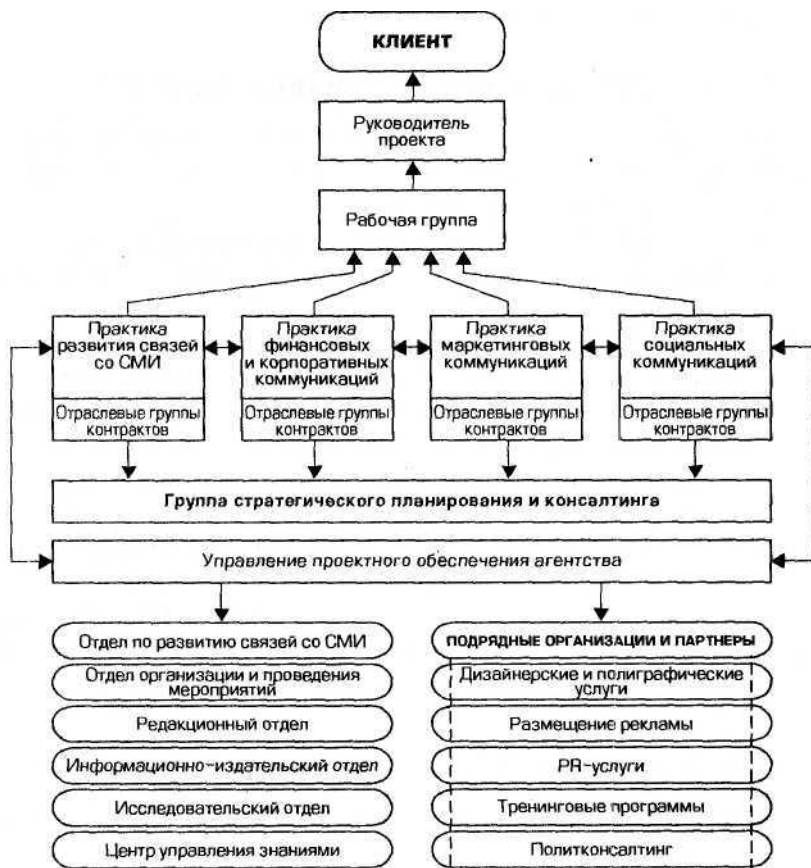 КЛИЕНТ
Руководитель
проекта
Рабочая группа
Практика
развития связей
со СМИ
Отраслевые группы
контрактов
Практика
финансовых
и корпоративных
коммуникаций
Отраслевые группы
контрактов
Практика
маркетинговых
коммуникаций
Отраслевые группы
контрактов
Практика
социальных
коммуникаций
Отраслевые группы
контрактов
Группа стратегического планирования и консалтинга
Управление проектного обеспечения агентства
Отдел по развитию связей со СМИ
Отдел организации и проведения
мероприятий
Редакционный отдел
Информационно-издательский отдел
Исследовательский отдел
Центр управления знаниями
ПОДРЯДНЫЕ ОРГАНИЗАЦИИ И ПАРТНЕРЫ
Дизайнерские и полиграфические
услуги
Размещение рекламы
PR-услуги
Тренинговые программы
Политконсалтинг